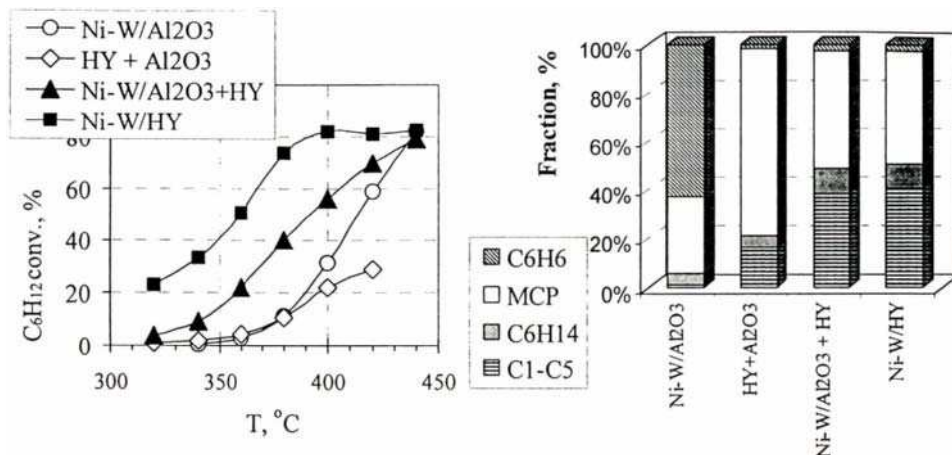 Ni-W/Al2O3
HY + Al2O3
Ni-W/Al2O3+HY
Ni-W/HY
80
60
40
20
0
300
350
400
450
C₆H₁₂ conv., %
T, °C
100%
80%
60%
40%
20%
0%
Fraction, %
C6H6
MCP
C6H14
C1-C5
Ni-W/Al2O3
HY+Al2O3
Ni-W/Al2O3 + HY
Ni-W/HY